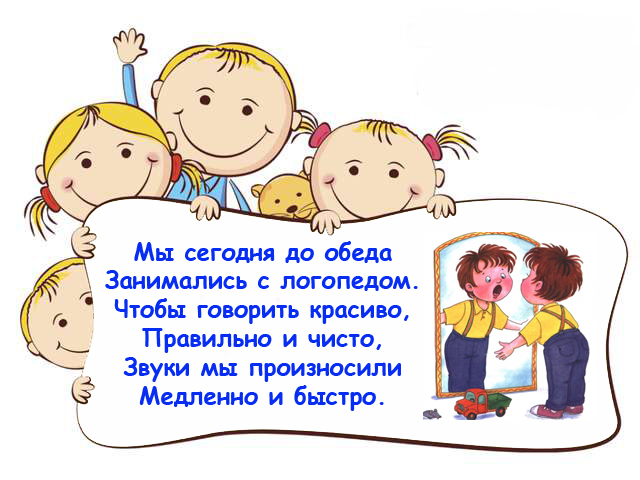 Мы сегодня до обеда
Занимались с логопедом.
Чтобы говорить красиво,
Правильно и чисто,
Звуки мы произносили
Медленно и быстро.